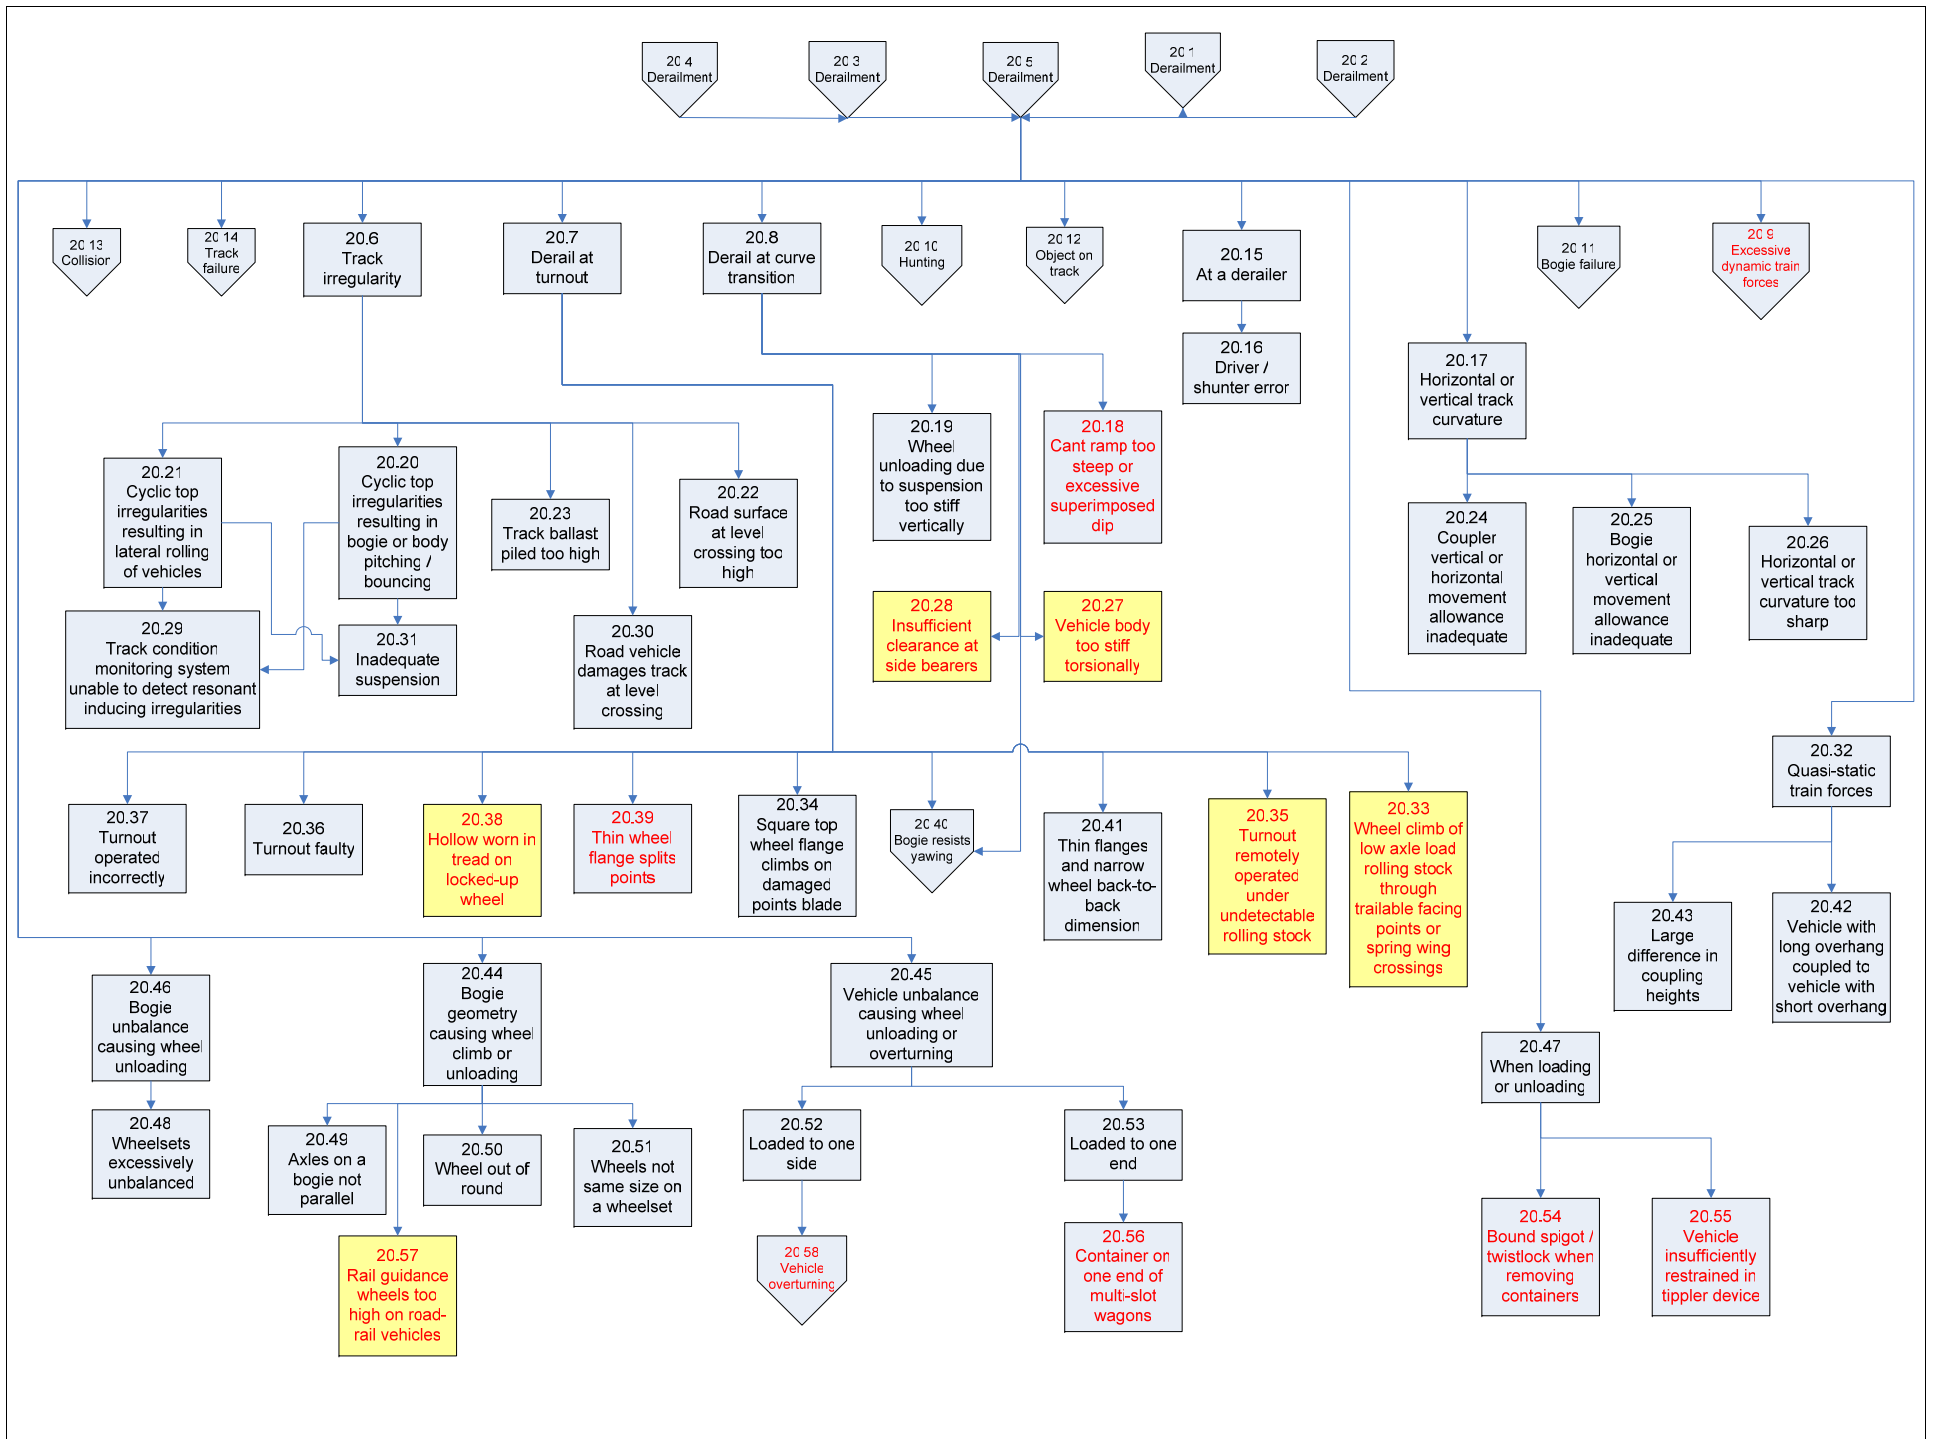 20.4
Derailment
20.3
Derailment
20.5
Derailment
20.1
Derailment
20.2
Derailment
20.13
Collision
20.14
Track
failure
20.6
Track
irregularity
20.7
Derail at
turnout
20.8
Derail at curve
transition
20.10
Hunting
20.12
Object on
track
20.15
At a derailer
20.11
Bogie failure
20.9
Excessive
dynamic train
forces
20.16
Driver /
shunter error
20.17
Horizontal or
vertical track
curvature
20.21
Cyclic top
irregularities
resulting in
lateral rolling
of vehicles
20.20
Cyclic top
irregularities
resulting in
bogie or body
pitching /
bouncing
20.23
Track ballast
piled too high
20.22
Road surface
at level
crossing too
high
20.19
Wheel
unloading due
to suspension
too stiff
vertically
20.18
Cant ramp too
steep or
excessive
superimposed
dip
20.24
Coupler
vertical or
horizontal
movement
allowance
inadequate
20.25
Bogie
horizontal or
vertical
movement
allowance
inadequate
20.26
Horizontal or
vertical track
curvature too
sharp
20.29
Track condition
monitoring system
unable to detect resonant
inducing irregularities
20.31
Inadequate
suspension
20.30
Road vehicle
damages track
at level
crossing
20.28
Insufficient
clearance at
side bearers
20.27
Vehicle body
too stiff
torsionally
20.32
Quasi-static
train forces
20.37
Turnout
operated
incorrectly
20.36
Turnout faulty
20.38
Hollow worn in
tread on
locked-up
wheel
20.39
Thin wheel
flange splits
points
20.34
Square top
wheel flange
climbs on
damaged
points blade
20.40
Bogie resists
yawing
20.41
Thin flanges
and narrow
wheel back-to-
back
dimension
20.35
Turnout
remotely
operated
under
undetectable
rolling stock
20.33
Wheel climb of
low axle load
rolling stock
through
trailable facing
points or
spring wing
crossings
20.43
Large
difference in
coupling
heights
20.42
Vehicle with
long overhang
coupled to
vehicle with
short overhang
20.46
Bogie
unbalance
causing wheel
unloading
20.44
Bogie
geometry
causing wheel
climb or
unloading
20.45
Vehicle unbalance
causing wheel
unloading or
overturning
20.47
When loading
or unloading
20.48
Wheelsets
excessively
unbalanced
20.49
Axles on a
bogie not
parallel
20.50
Wheel out of
round
20.51
Wheels not
same size on
a wheelset
20.52
Loaded to one
side
20.53
Loaded to one
end
20.54
Bound spigot /
twistlock when
removing
containers
20.55
Vehicle
insufficiently
restrained in
tippler device
20.57
Rail guidance
wheels too
high on road-
rail vehicles
20.58
Vehicle
overturning
20.56
Container on
one end of
multi-slot
wagons